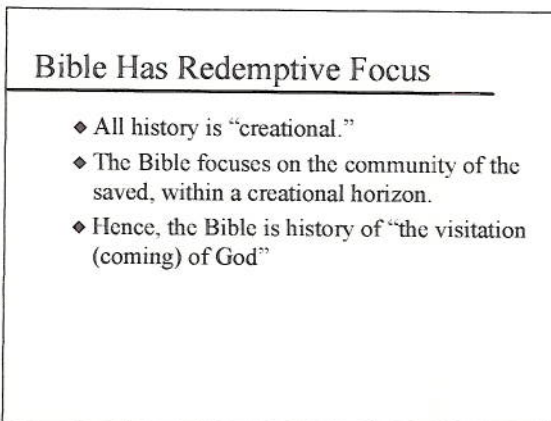 Bible Has Redemptive Focus
◆ All history is “creational.”
◆ The Bible focuses on the community of the
saved, within a creational horizon.
◆ Hence, the Bible is history of “the visitation
(coming) of God”